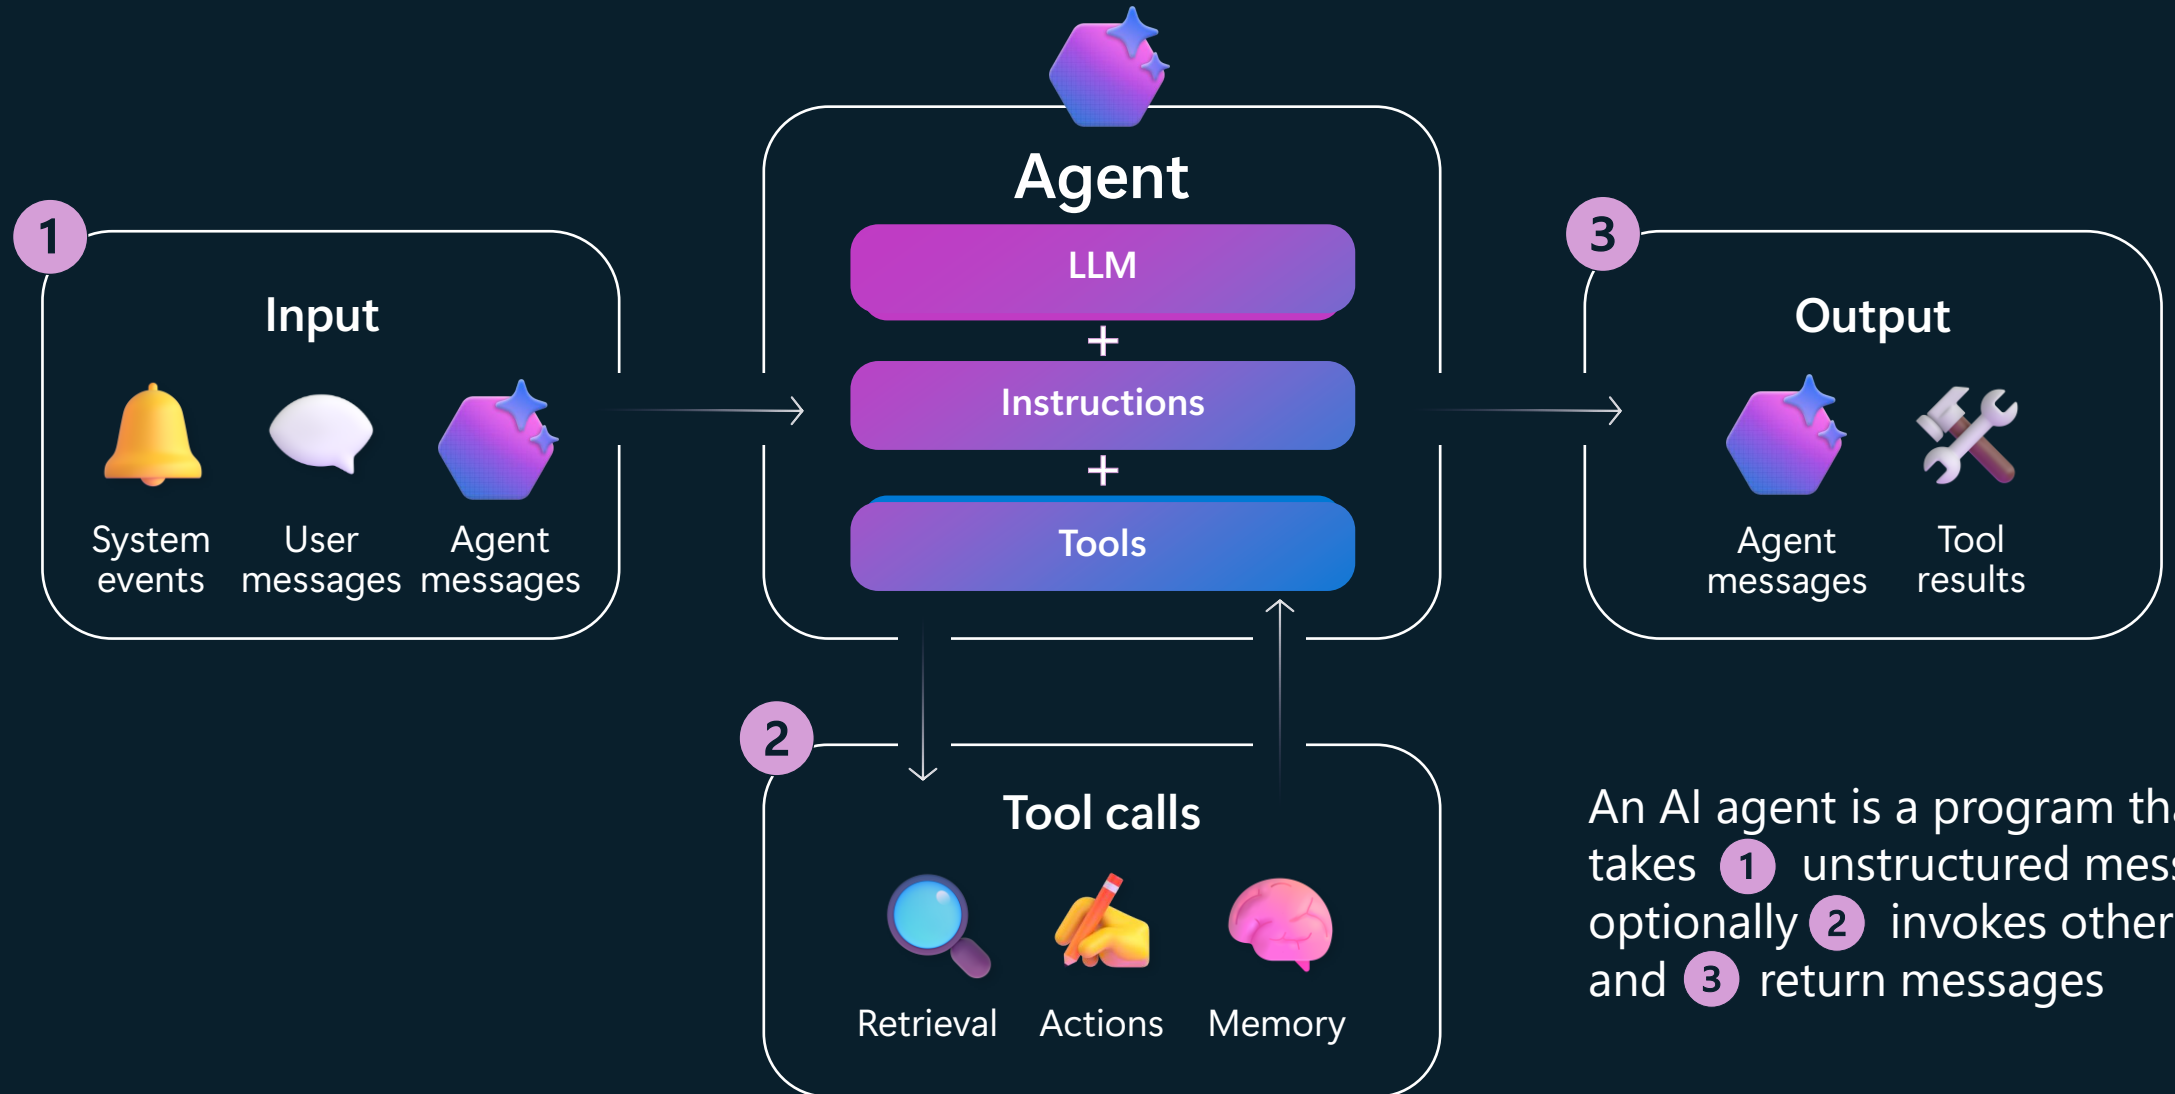 Agent
LLM
+
Instructions
+
Tools
1
Input
System
events
User
messages
Agent
messages
3
Output
Agent
messages
Tool
results
2
Tool calls
Retrieval
Actions
Memory
An AI agent is a program
takes 1 unstructured
optionally 2 invokes other
and 3 return messages